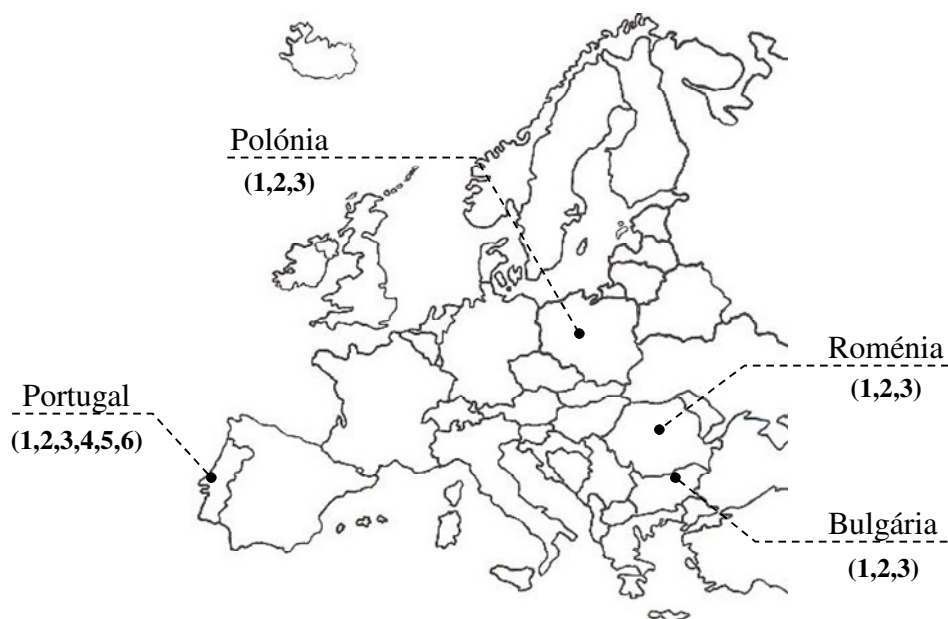 Polónia
(1,2,3)
Roménia
(1,2,3)
Portugal
(1,2,3,4,5,6)
Bulgária
(1,2,3)